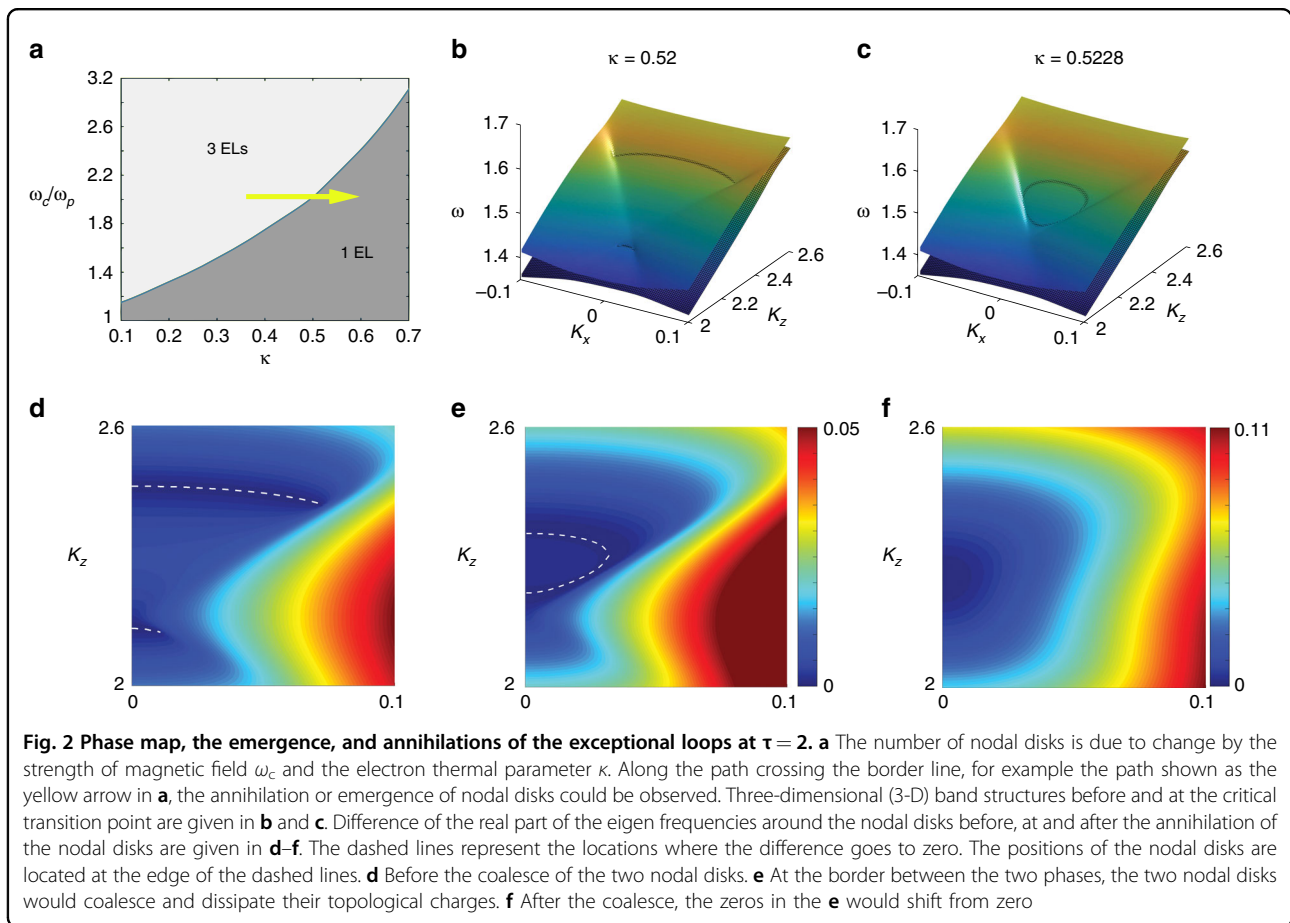 a
3.2
2.6
2.2
1.8
1.4
1
ωc/ωp
3 ELs
1 EL
0.1 0.2 0.3 0.4 0.5 0.6 0.7
κ
b
κ = 0.52
1.7
1.6
1.5
1.4
ω
–0.1
0
0.1
Kx
2
2.2
2.4
2.6
Kz
c
κ = 0.5228
1.7
1.6
1.5
1.4
ω
–0.1
0
0.1
Kx
2
2.2
2.4
2.6
Kz
d
2.6
Kz
2
0 0.1
e
2.6
Kz
2
0 0.1
0.05
0
f
2.6
Kz
2
0 0.1
0.11
0
Fig. 2 Phase map, the emergence, and annihilations of the exceptional loops at τ = 2. a The number of nodal disks is due to change by the
strength of magnetic field ωc and the electron thermal parameter κ. Along the path crossing the border line, for example the path shown as the
yellow arrow in a, the annihilation or emergence of nodal disks could be observed. Three-dimensional (3-D) band structures before and at the critical
transition point are given in b and c. Difference of the real part of the eigen frequencies around the nodal disks before, at and after the annihilation of
the nodal disks are given in d–f. The dashed lines represent the locations where the difference goes to zero. The positions of the nodal disks are
located at the edge of the dashed lines. d Before the coalesce of the two nodal disks. e At the border between the two phases, the two nodal disks
would coalesce and dissipate their topological charges. f After the coalesce, the zeros in the e would shift from zero